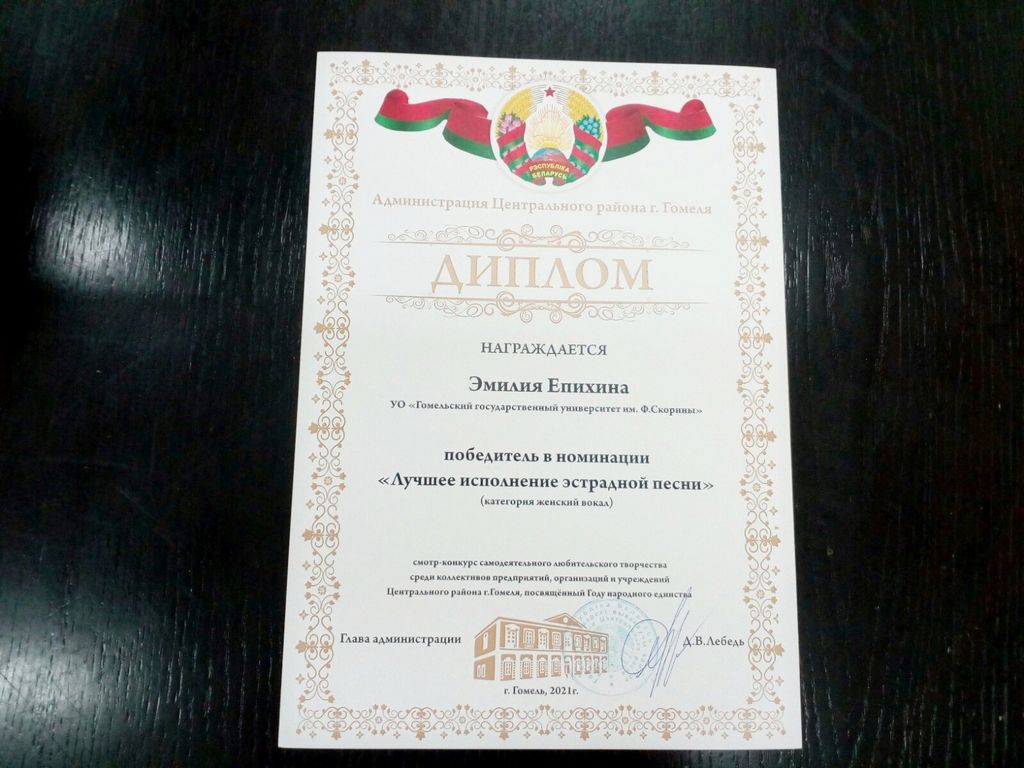 РЭСПУБЛІКА
БЕЛАРУСЬ
Администрация Центрального района г. Гомеля
ДИПЛОМ
НАГРАЖДАЕТСЯ
Эмилия Епихина
УО «Гомельский государственный университет им. Ф.Скорины»
победитель в номинации
«Лучшее исполнение эстрадной песни»
(категория женский вокал)
смотр-конкурс самодеятельного любительского творчества
среди коллективов предприятий, организаций и учреждений
Центрального района г.Гомеля, посвящённый Году народного единства
Глава администрации
Д.В.Лебедь
г. Гомель, 2021г.